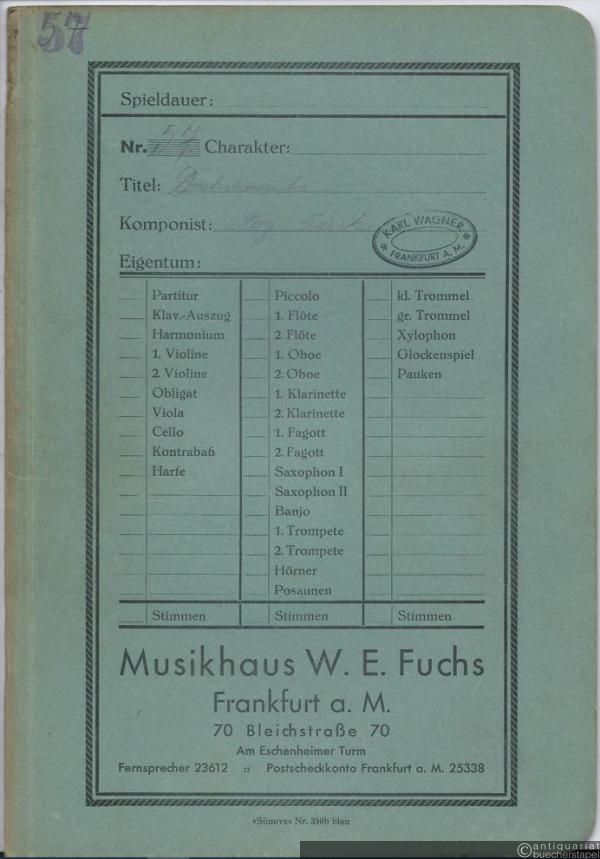 57
Spieldauer:
Nr. 57 Charakter:
Titel:
Komponist:
KARL WAGNER
* FRANKFURT A. M. *
Eigentum:
Partitur Piccolo kl. Trommel
Klav.-Auszug 1. Flöte gr. Trommel
Harmonium 2. Flöte Xylophon
1. Violine 1. Oboe Glockenspiel
2. Violine 2. Oboe Pauken
Obligat 1. Klarinette
Viola 2. Klarinette
Cello 1. Fagott
Kontrabaß 2. Fagott
Harfe Saxophon I
Saxophon II
Banjo
1. Trompete
2. Trompete
Hörner
Posaunen
Stimmen Stimmen Stimmen
Musikhaus W. E. Fuchs
Frankfurt a. M.
70 Bleichstraße 70
Am Eschenheimer Turm
Fernsprecher 23612 :: Postscheckkonto Frankfurt a. M. 25338
»Sünova« Nr. 350b blau
©antiquariat
buecherstapel